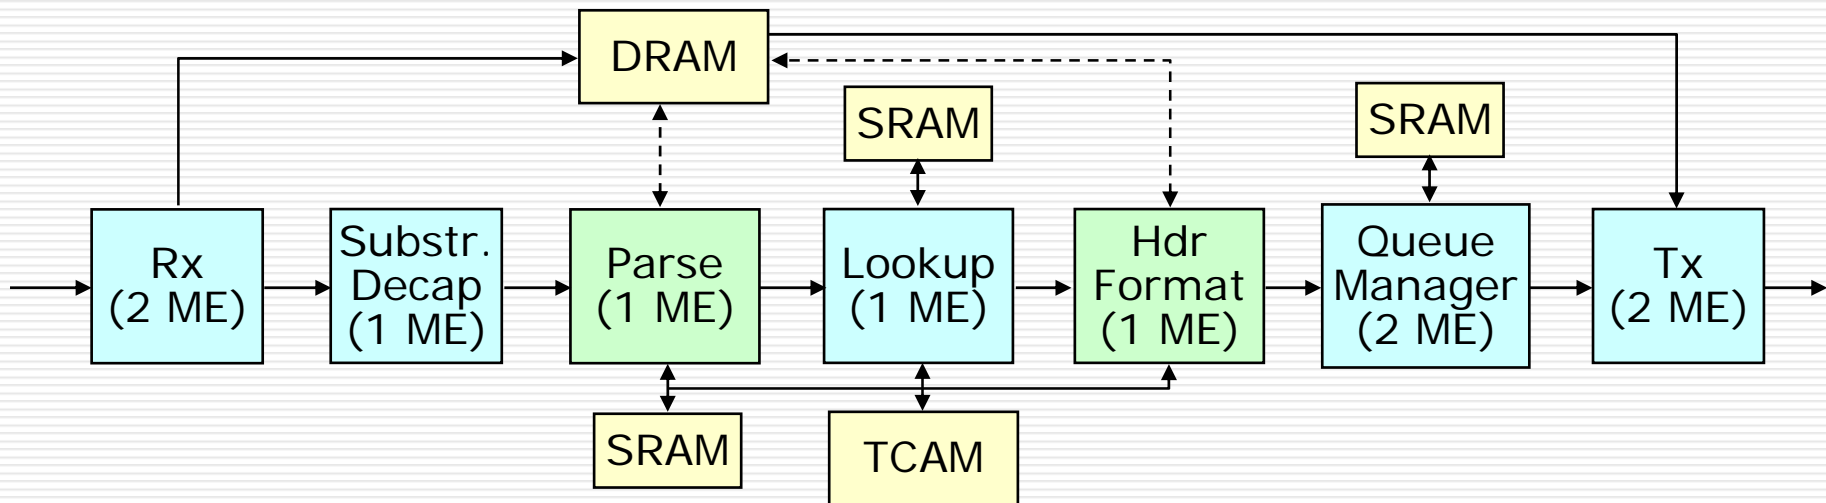 DRAM
SRAM
SRAM
Rx
(2 ME)
Substr.
Decap
(1 ME)
Parse
(1 ME)
Lookup
(1 ME)
Hdr
Format
(1 ME)
Queue
Manager
(2 ME)
Tx
(2 ME)
SRAM
TCAM